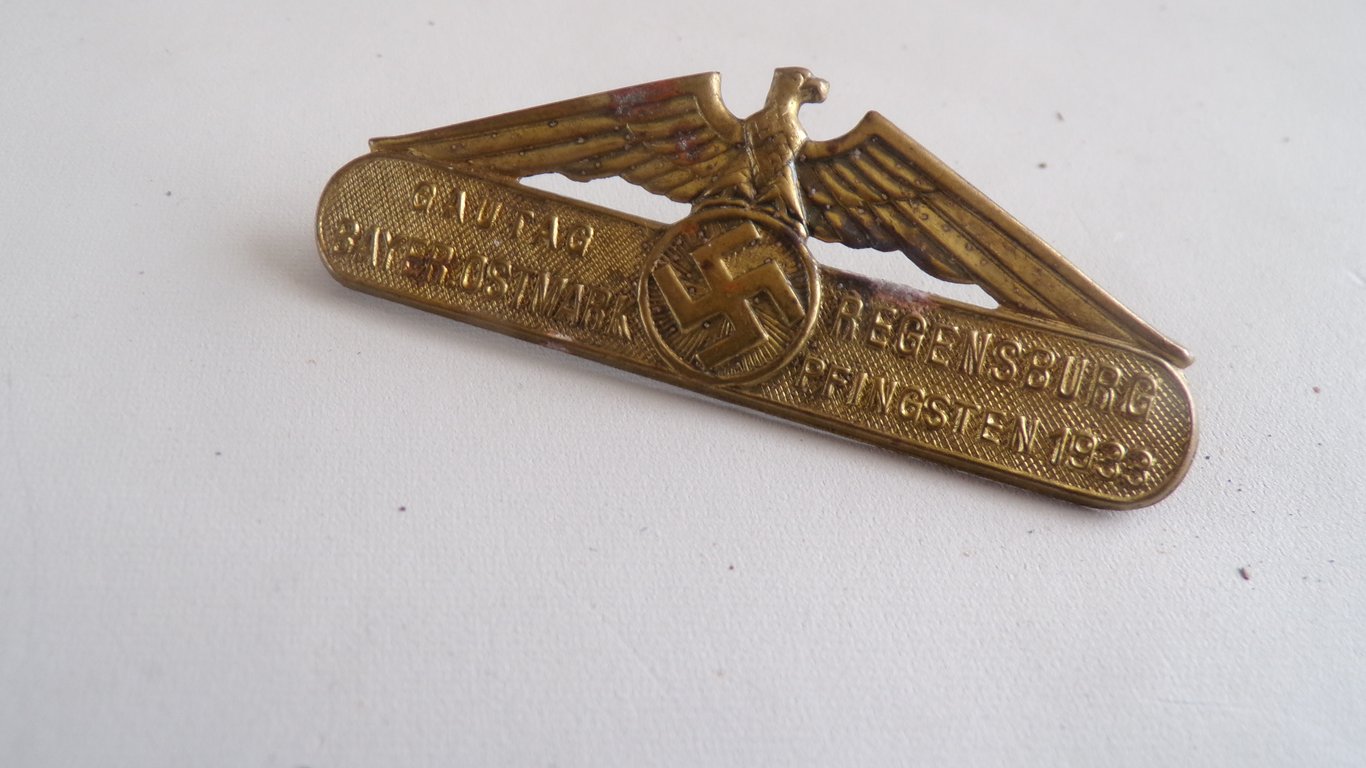 GAUTAG
BAYER. OSTMARK
REGENSBURG
PFINGSTEN 1933